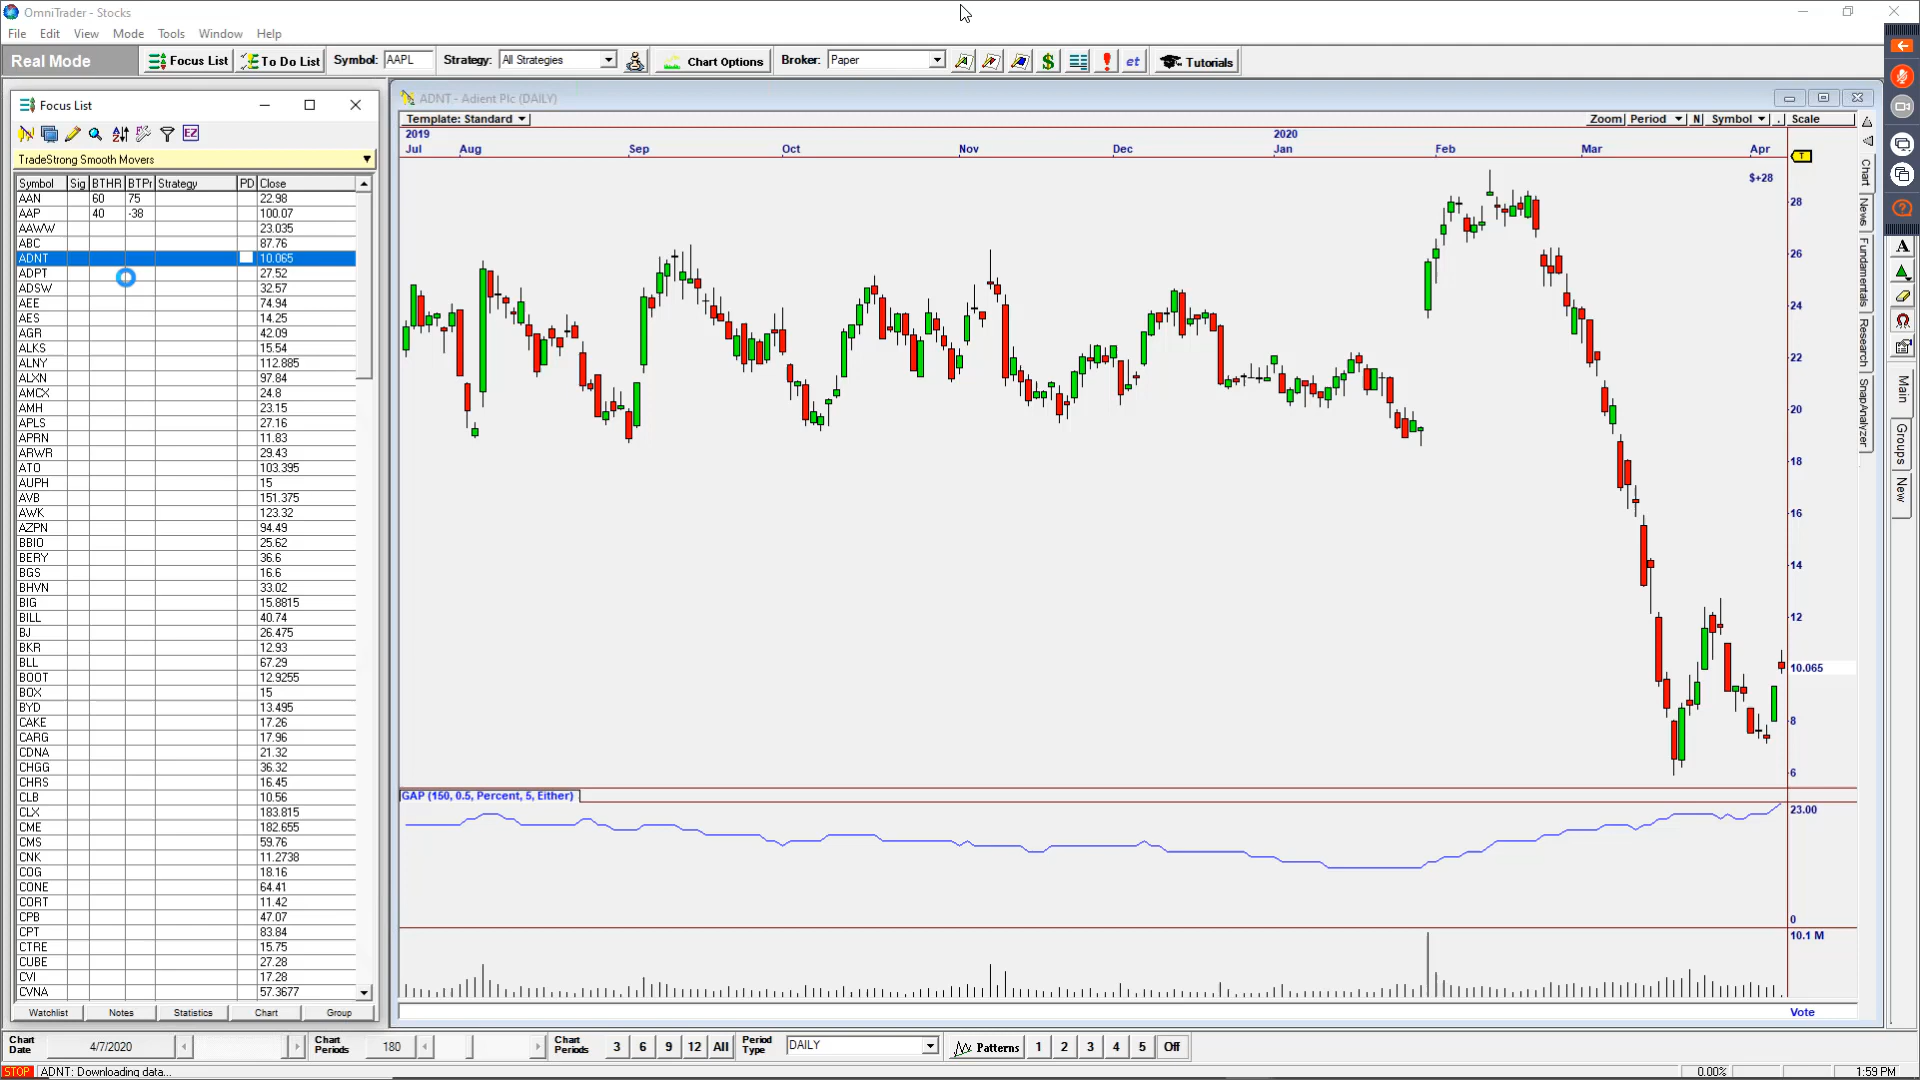 OmniTrader - Stocks
File Edit View Mode Tools Window Help
Real Mode Focus List To Do List Symbol: AAPL Strategy: All Strategies Chart Options Broker: Paper $ ! et Tutorials
Focus List
EZ
TradeStrong Smooth Movers
Symbol Sig BTHR BTPr Strategy PD Close
AAN 60 75 22.98
AAP 40 -38 100.07
AAWW 23.035
ABC 87.76
ADNT 10.065
ADPT 27.52
ADSW 32.57
AEE 74.94
AES 14.25
AGR 42.09
ALKS 15.54
ALNY 112.885
ALXN 97.84
AMCX 24.8
AMH 23.15
APLS 27.16
APRN 11.83
ARWR 29.43
ATO 103.395
AUPH 15
AVB 151.375
AWK 123.32
AZPN 94.49
BBIO 25.62
BERY 36.6
BGS 16.6
BHVN 33.02
BIG 15.8815
BILL 40.74
BJ 26.475
BKR 12.93
BLL 67.29
BOOT 12.9255
BOX 15
BYD 13.495
CAKE 17.26
CARG 17.96
CDNA 21.32
CHGG 36.32
CHRS 16.45
CLB 10.56
CLX 183.815
CME 182.655
CMS 59.76
CNK 11.2738
COG 18.16
CONE 64.41
CORT 11.42
CPB 47.07
CPT 83.84
CTRE 15.75
CUBE 27.28
CVI 17.28
CVNA 57.3677
Watchlist Notes Statistics Chart Group
ADNT - Adient Plc (DAILY)
Template: Standard Zoom Period N Symbol . Scale
2019 2020
Jul Aug Sep Oct Nov Dec Jan Feb Mar Apr
T
$+28
28
26
24
22
20
18
16
14
12
10.065
8
6
GAP (150, 0.5, Percent, 5, Either)
23.00
0
10.1 M
Vote
Chart
News
Fundamentals
Research
SnapAnalyzer
A
Main
Groups
New
Chart Date 4/7/2020 Chart Periods 180 Chart Periods 3 6 9 12 All Period Type DAILY Patterns 1 2 3 4 5 Off
STOP ADNT: Downloading data... 0.00% 1:59 PM